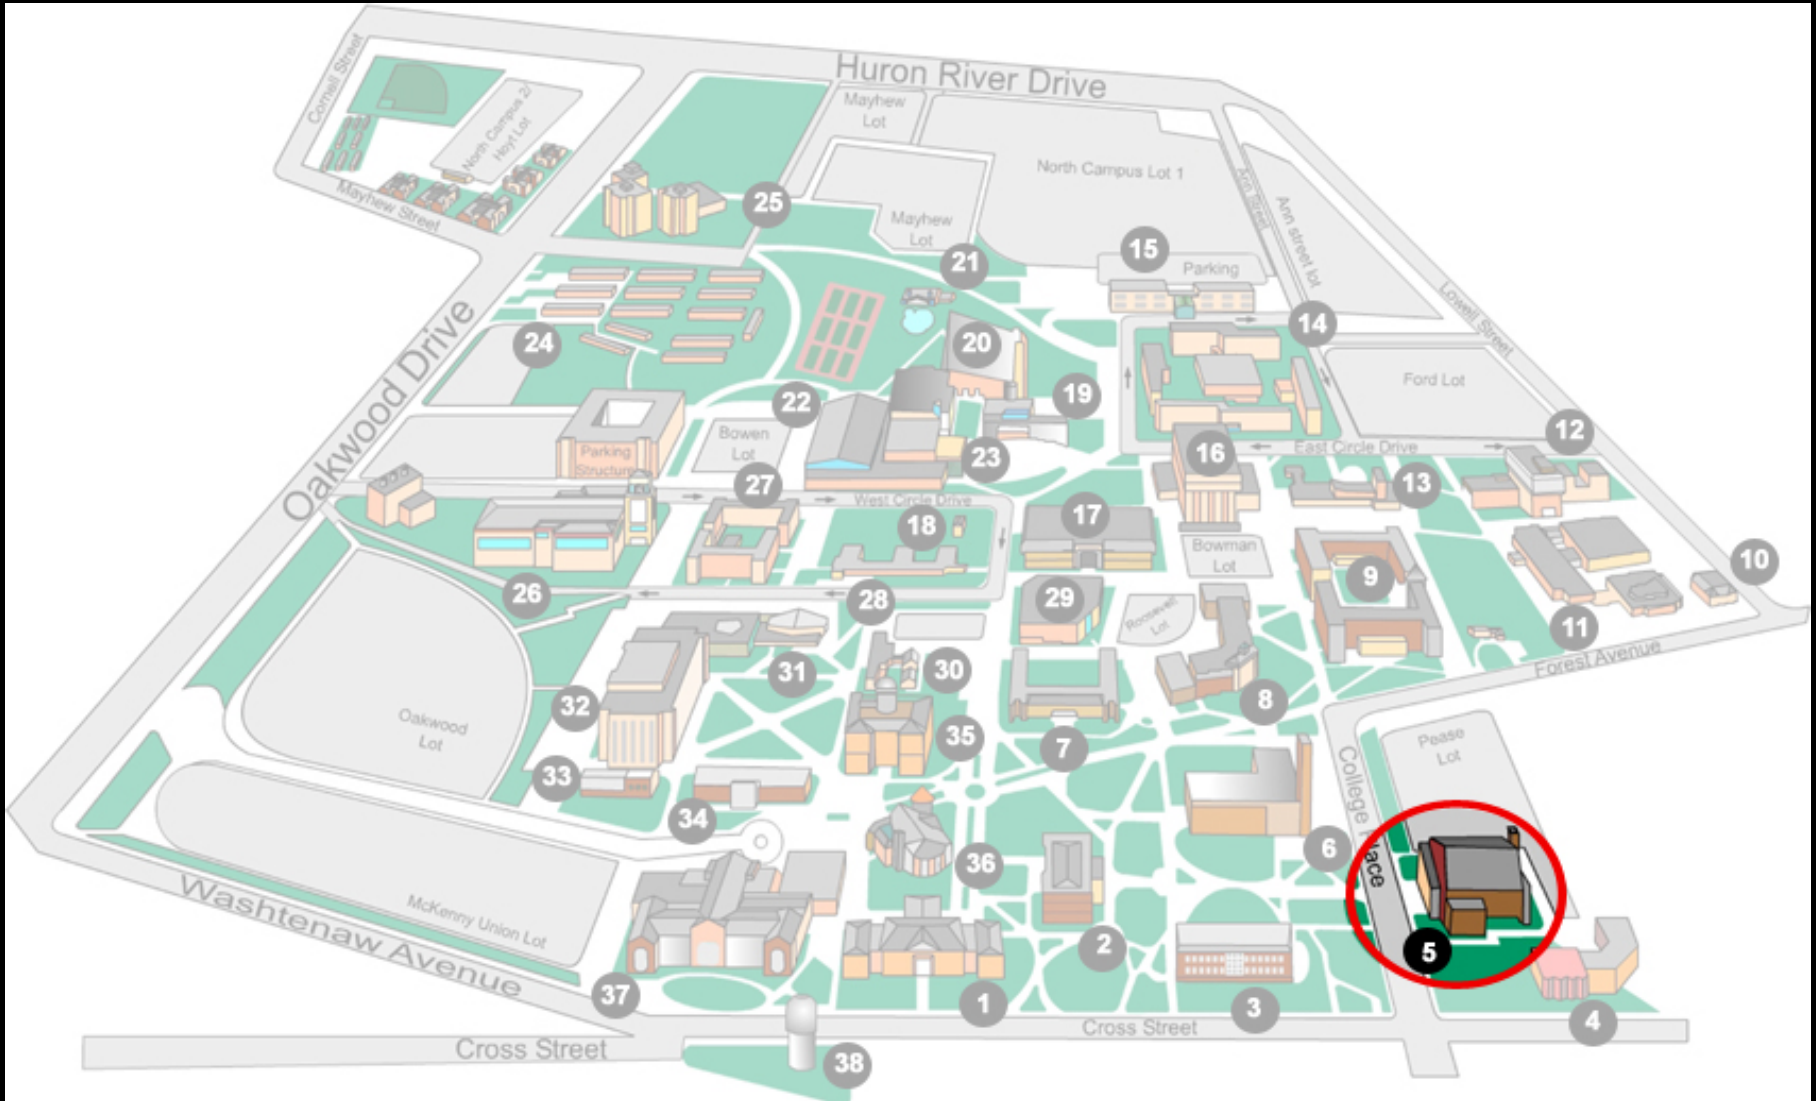 Huron River Drive
Cornell Street
Mayhew
Lot
North Campus 2/
Hoyt Lot
North Campus Lot 1
Ann Street
Ann street lot
Mayhew Street
25
Mayhew
Lot
21
15
Parking
Lowell Street
14
24
20
Ford Lot
Oakwood Drive
22
19
12
Bowen
Lot
Parking
Structure
23
16
East Circle Drive
13
27
West Circle Drive
18
17
Bowman
Lot
10
26
28
29
Roosevelt
Lot
9
11
Forest Avenue
31
30
8
32
Oakwood
Lot
35
7
Pease
Lot
College Place
33
34
36
6
Washtenaw Avenue
McKenny Union Lot
2
5
37
1
3
4
Cross Street
Cross Street
38